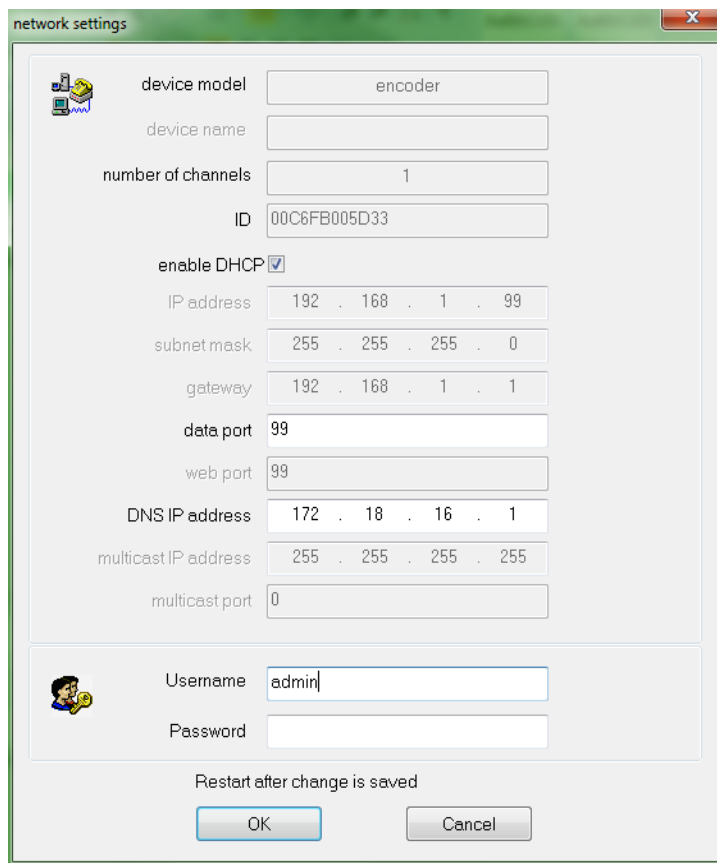 network settings
device model encoder
device name
number of channels 1
ID 00C6FB005D33
enable DHCP
IP address 192 . 168 . 1 . 99
subnet mask 255 . 255 . 255 . 0
gateway 192 . 168 . 1 . 1
data port 99
web port 99
DNS IP address 172 . 18 . 16 . 1
multicast IP address 255 . 255 . 255 . 255
multicast port 0
Username admin
Password
Restart after change is saved
OK Cancel